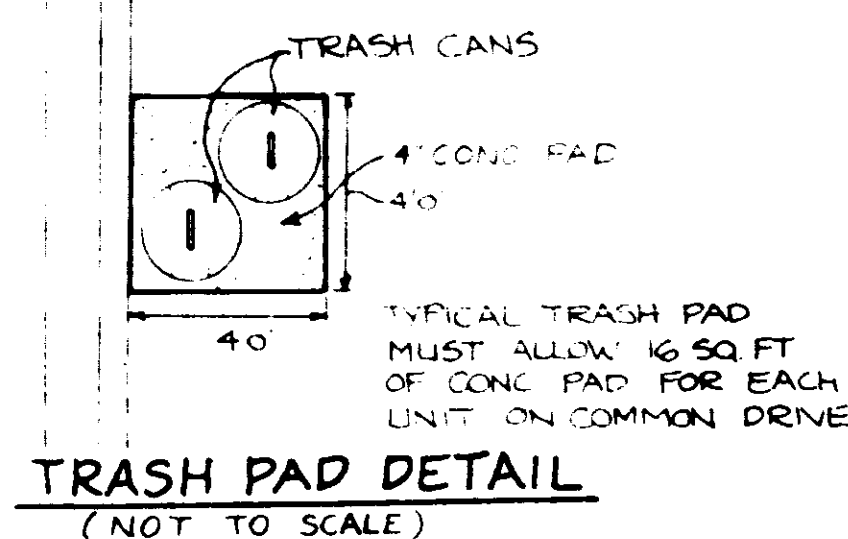 TRASH CANS
4" CONC PAD
4'0"
4'0"
TYPICAL TRASH PAD
MUST ALLOW 16 SQ. FT
OF CONC PAD FOR EACH
UNIT ON COMMON DRIVE
TRASH PAD DETAIL
(NOT TO SCALE)